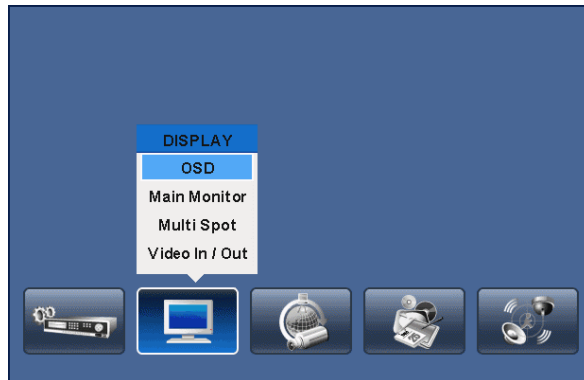 DISPLAY
OSD
Main Monitor
Multi Spot
Video In / Out